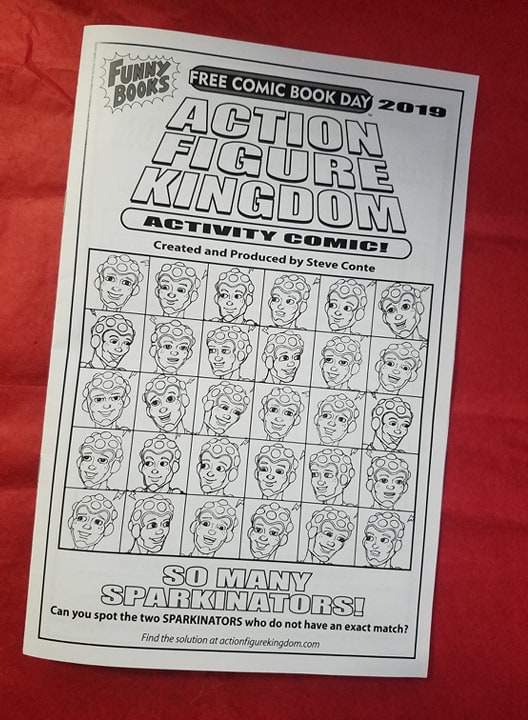 FUNNY
BOOKS
FREE COMIC BOOK DAY™ 2019
ACTION
FIGURE
KINGDOM
ACTIVITY COMIC!
Created and Produced by Steve Conte
SO MANY
SPARKINATORS!
Can you spot the two SPARKINATORS who do not have an exact match?
Find the solution at actionfigurekingdom.com